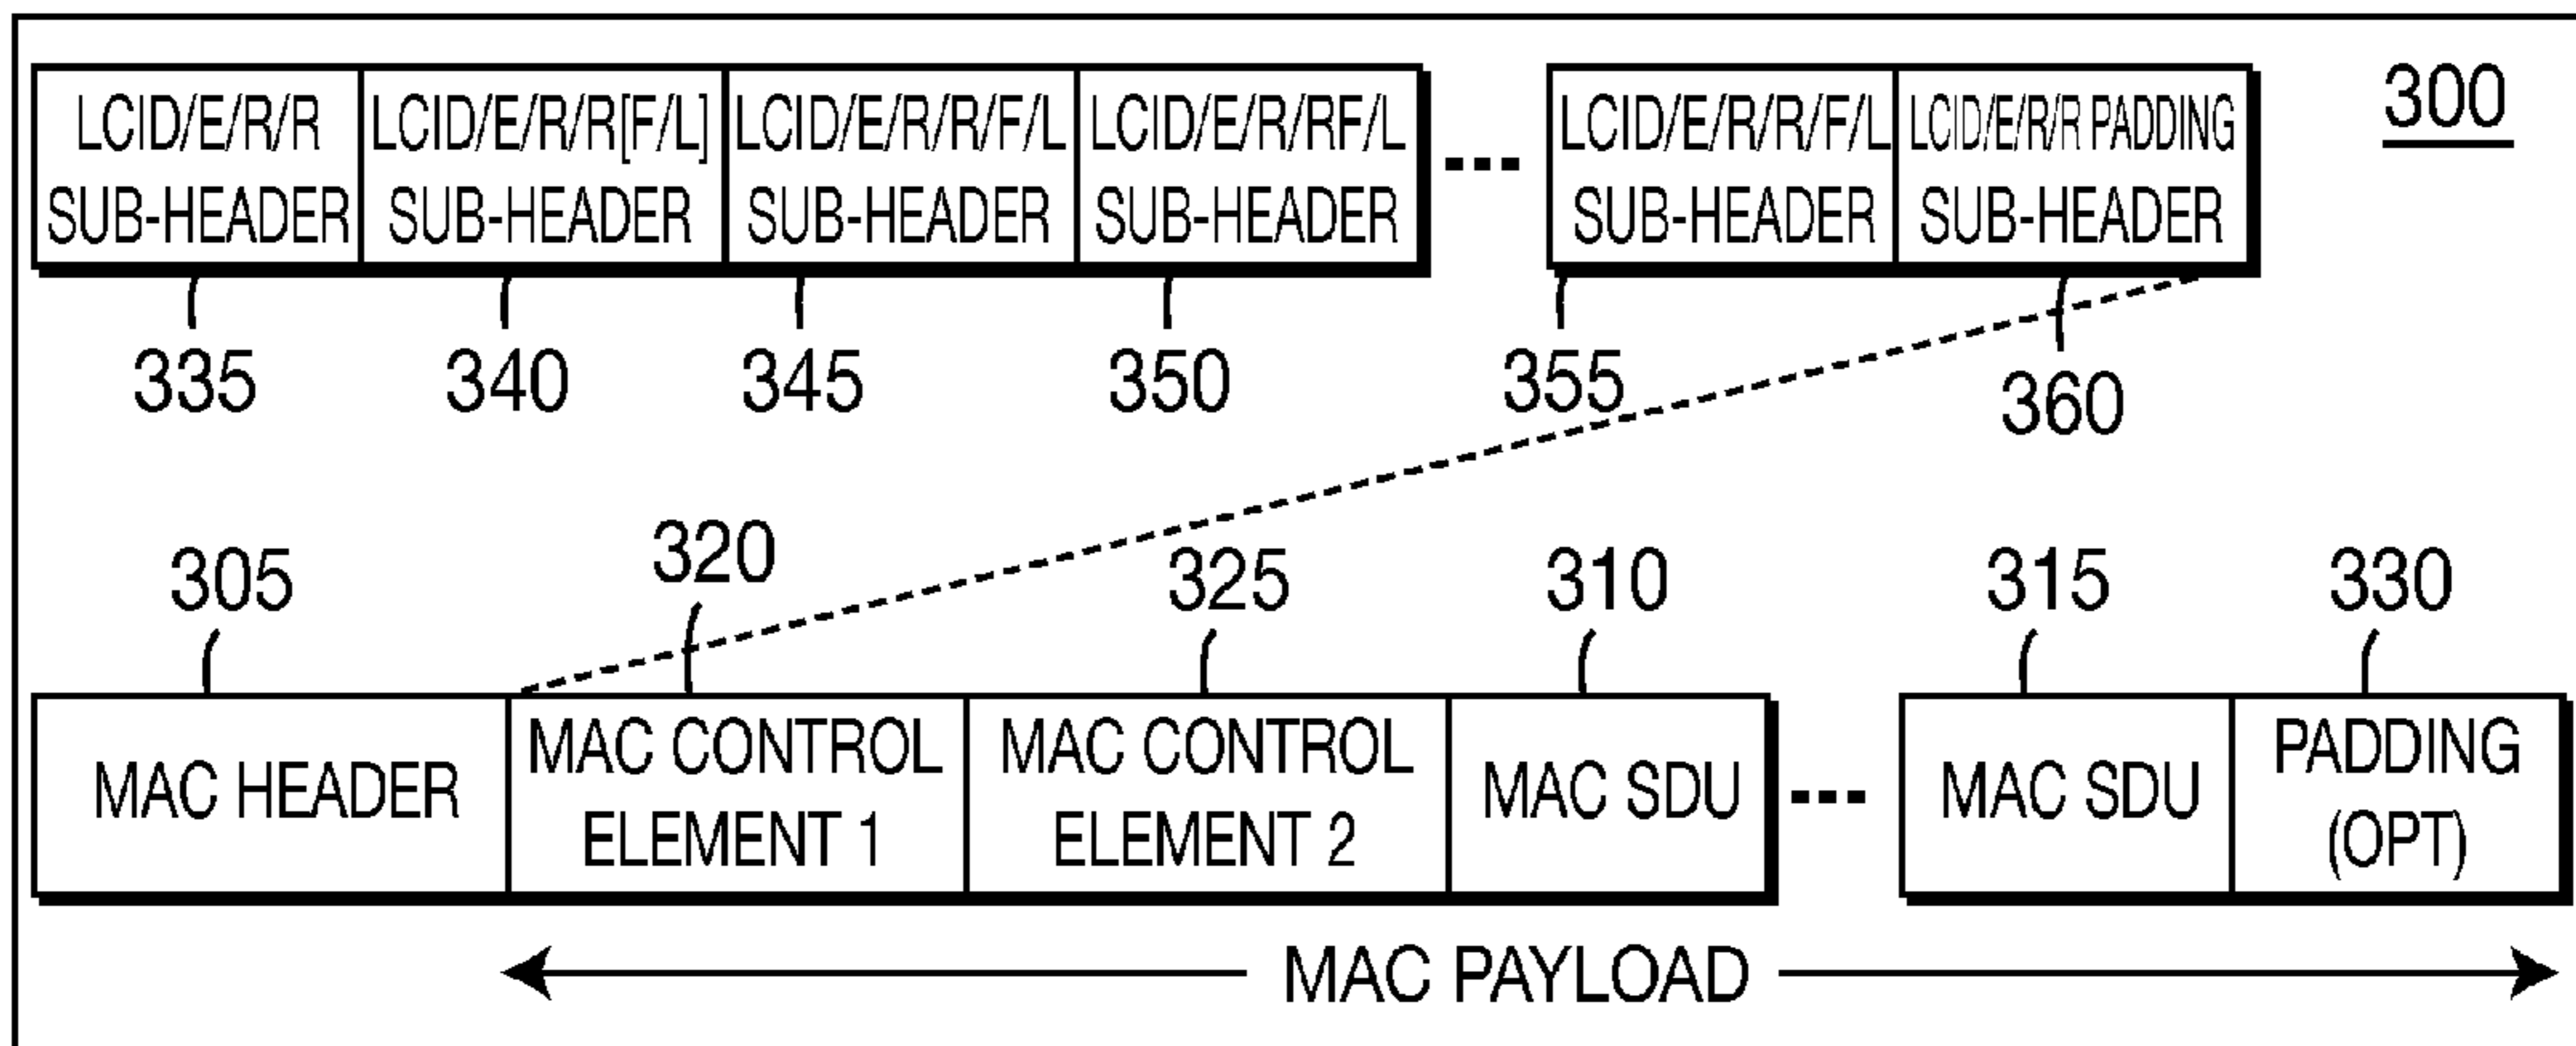 LCID/E/R/R
SUB-HEADER
LCID/E/R/R[F/L]
SUB-HEADER
LCID/E/R/R/F/L
SUB-HEADER
LCID/E/R/RF/L
SUB-HEADER
LCID/E/R/R/F/L
SUB-HEADER
LCID/E/R/R PADDING
SUB-HEADER
300
335
340
345
350
355
360
305
320
325
310
315
330
MAC HEADER
MAC CONTROL
ELEMENT 1
MAC CONTROL
ELEMENT 2
MAC SDU
MAC SDU
PADDING
(OPT)
MAC PAYLOAD